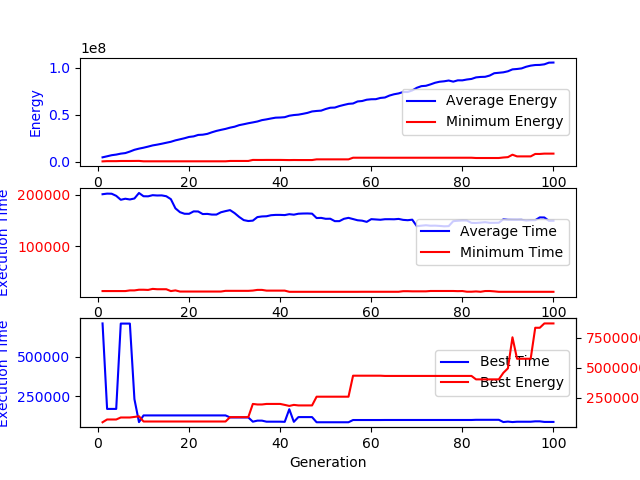 1e8
1.0
0.5
0.0
Energy
Average Energy
Minimum Energy
0 20 40 60 80 100
200000
100000
Execution Time
Average Time
Minimum Time
0 20 40 60 80 100
500000
250000
Execution Time
Best Time
Best Energy
7500000
5000000
2500000
0 20 40 60 80 100
Generation